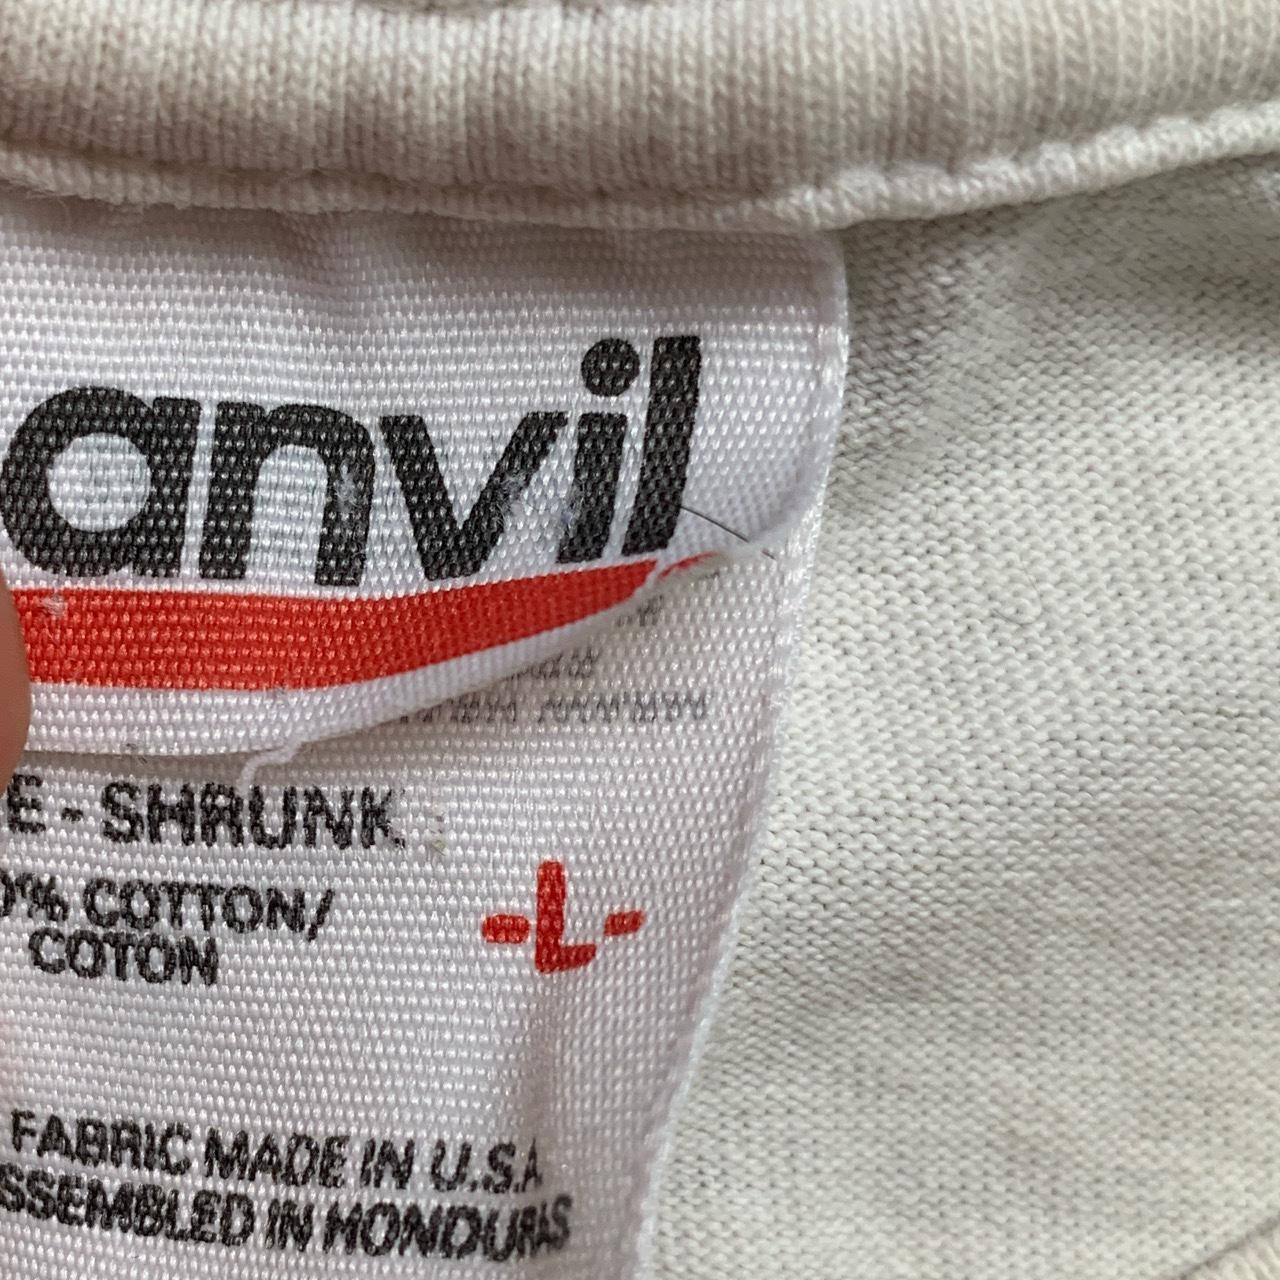 anvil
E - SHRUNK
0% COTTON/
COTON
-L-
FABRIC MADE IN U.S.A
SSEMBLED IN HONDURAS